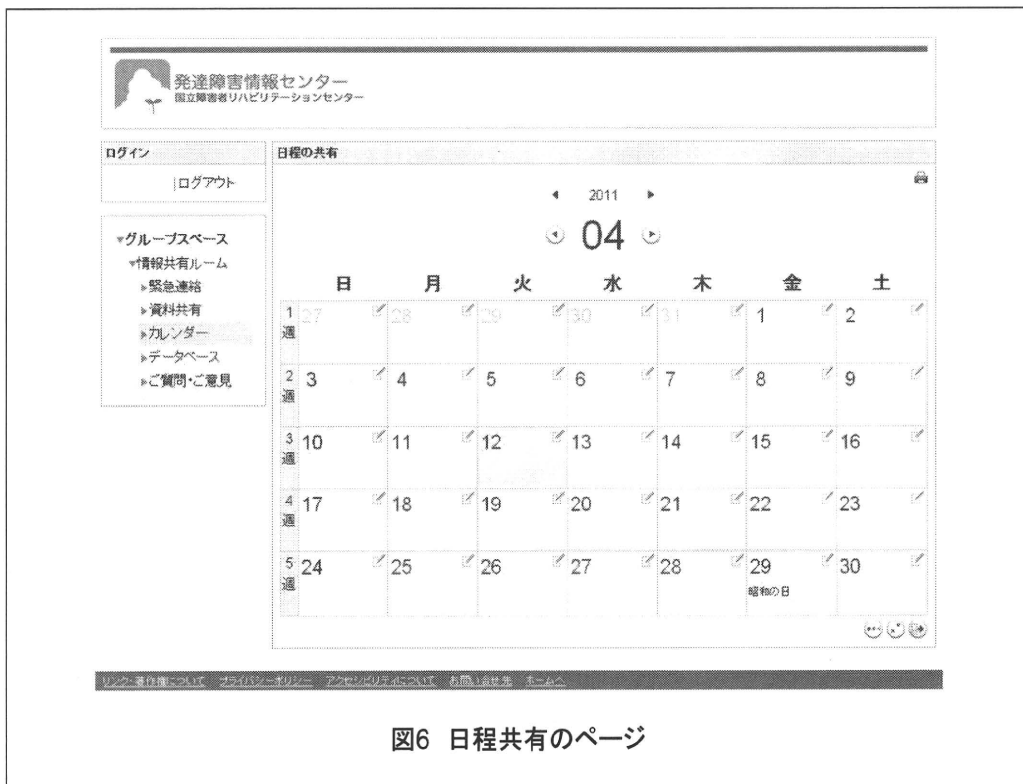 発達障害情報センター
国立障害者リハビリテーションセンター
ログイン
|ログアウト
▼グループスペース
▼情報共有ルーム
▶緊急連絡
▶資料共有
▶カレンダー
▶データベース
▶ご質問・ご意見
日程の共有
2011
04
日 月 火 水 木 金 土
1週 27 28 29 30 31 1 2
2週 3 4 5 6 7 8 9
3週 10 11 12 13 14 15 16
4週 17 18 19 20 21 22 23
5週 24 25 26 27 28 29 30
昭和の日
リンク・著作権について プライバシーポリシー アクセシビリティについて お問い合せ先 ホームへ
図6 日程共有のページ